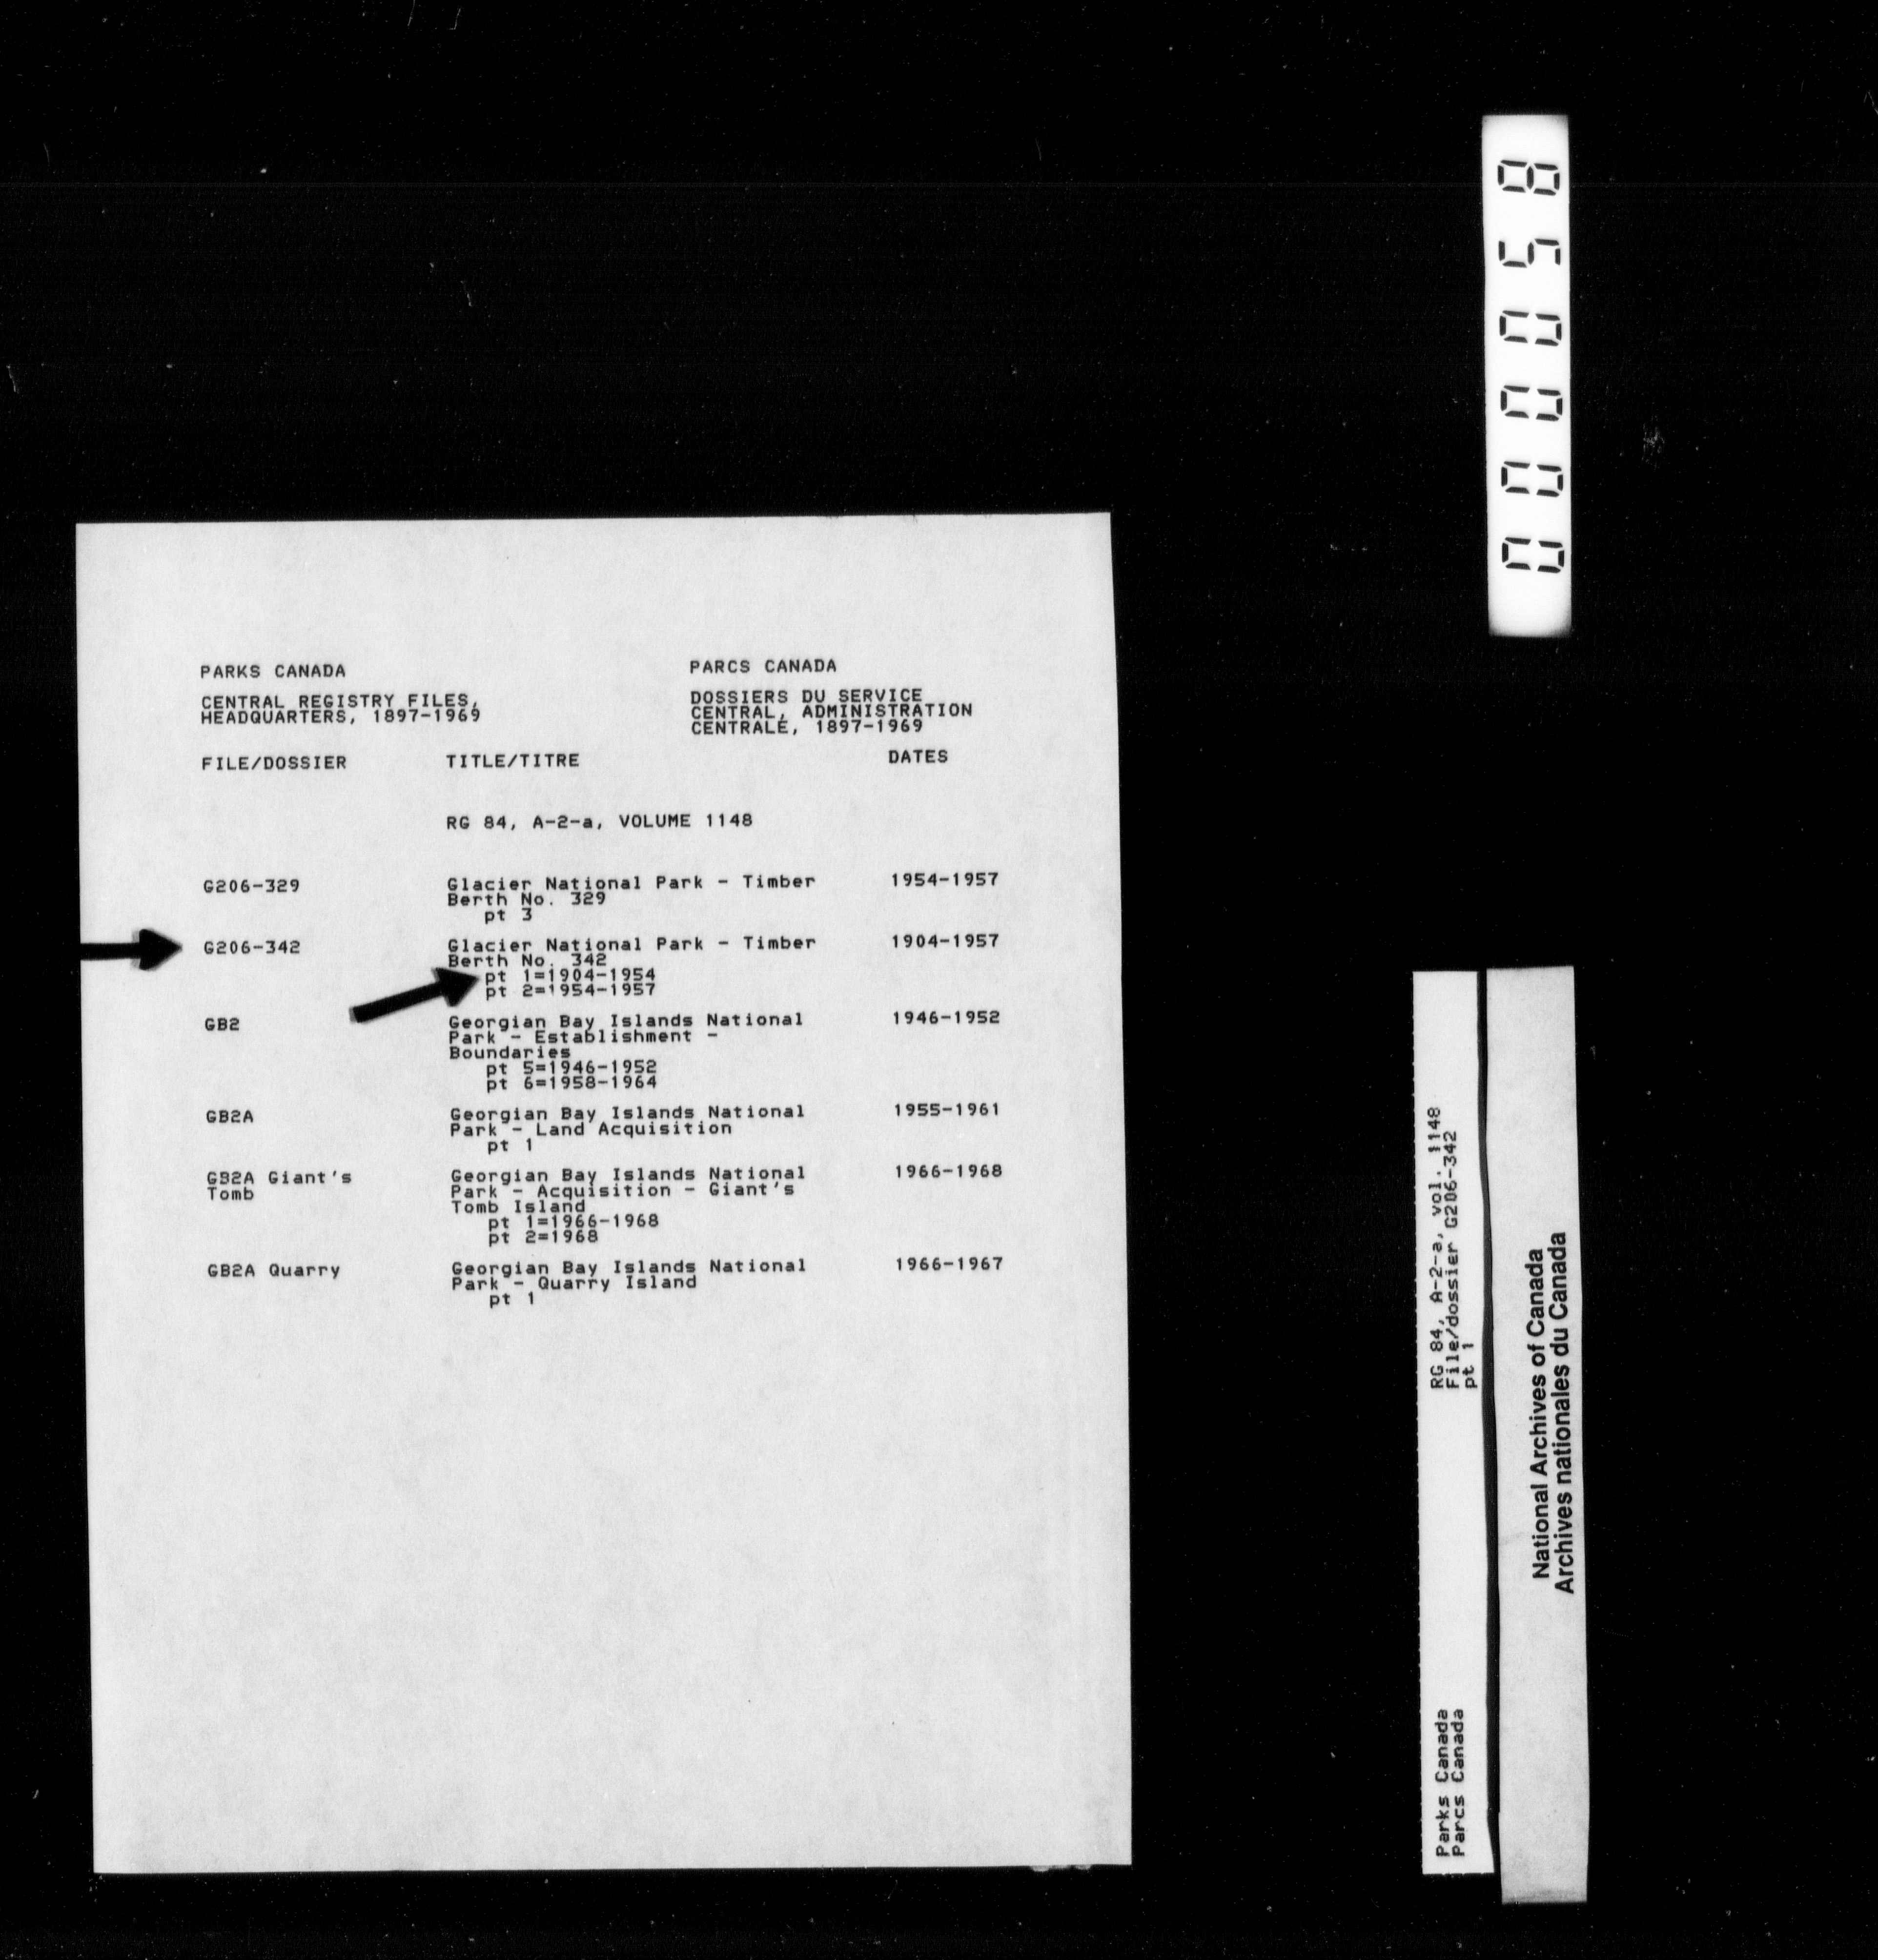 PARKS CANADA
CENTRAL REGISTRY FILES,
HEADQUARTERS, 1897-1969
PARCS CANADA
DOSSIERS DU SERVICE
CENTRAL, ADMINISTRATION
CENTRALE, 1897-1969
FILE/DOSSIER TITLE/TITRE DATES
RG 84, A-2-a, VOLUME 1148
G206-329 Glacier National Park - Timber 1954-1957
Berth No. 329
pt 3
G206-342 Glacier National Park - Timber 1904-1957
Berth No. 342
pt 1=1904-1954
pt 2=1954-1957
GB2 Georgian Bay Islands National 1946-1952
Park - Establishment -
Boundaries
pt 5=1946-1952
pt 6=1958-1964
GB2A Georgian Bay Islands National 1955-1961
Park - Land Acquisition
pt 1
GB2A Giant's Georgian Bay Islands National 1966-1968
Tomb Park - Acquisition - Giant's
Tomb Island
pt 1=1966-1968
pt 2=1968
GB2A Quarry Georgian Bay Islands National 1966-1967
Park - Quarry Island
pt 1
000058
RG 84, A-2-a, vol. 1148
File/dossier G206-342
pt 1
Parks Canada
Parcs Canada
National Archives of Canada
Archives nationales du Canada